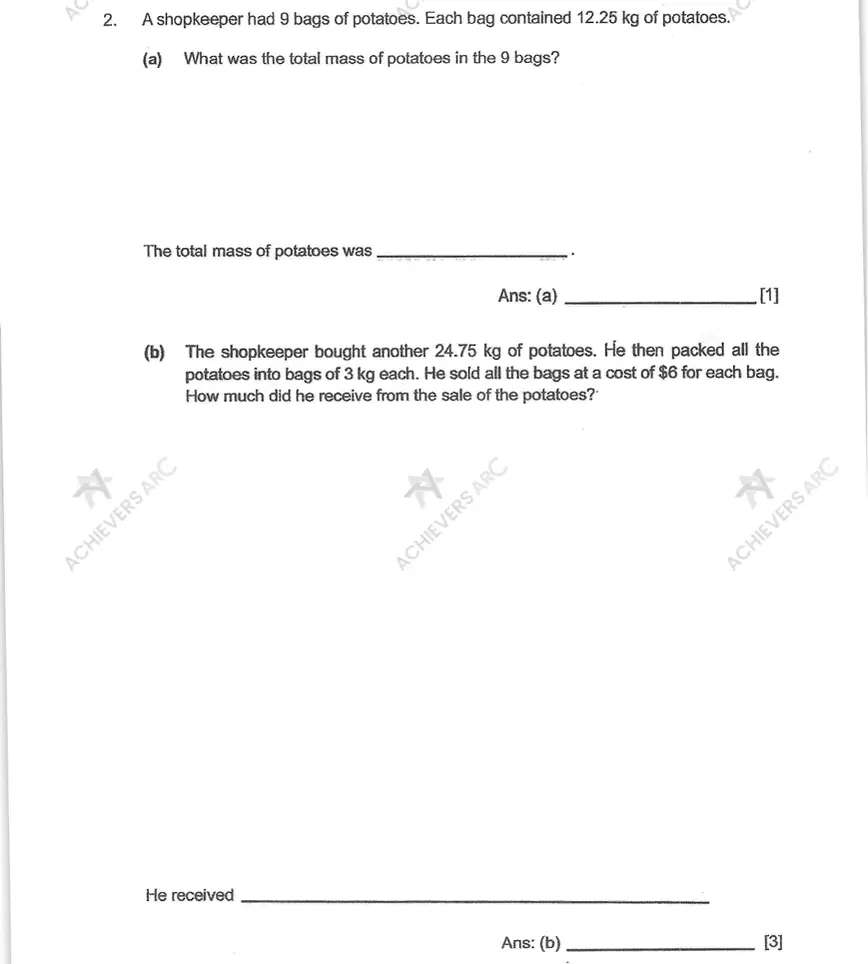 2. A shopkeeper had 9 bags of potatoes. Each bag contained 12.25 kg of potatoes.
(a) What was the total mass of potatoes in the 9 bags?
The total mass of potatoes was ____________________ .
Ans: (a) ____________________ [1]
(b) The shopkeeper bought another 24.75 kg of potatoes. He then packed all the
potatoes into bags of 3 kg each. He sold all the bags at a cost of $6 for each bag.
How much did he receive from the sale of the potatoes?
ACHIEVERS ARC
ACHIEVERS ARC
ACHIEVERS ARC
He received ____________________
Ans: (b) ____________________ [3]